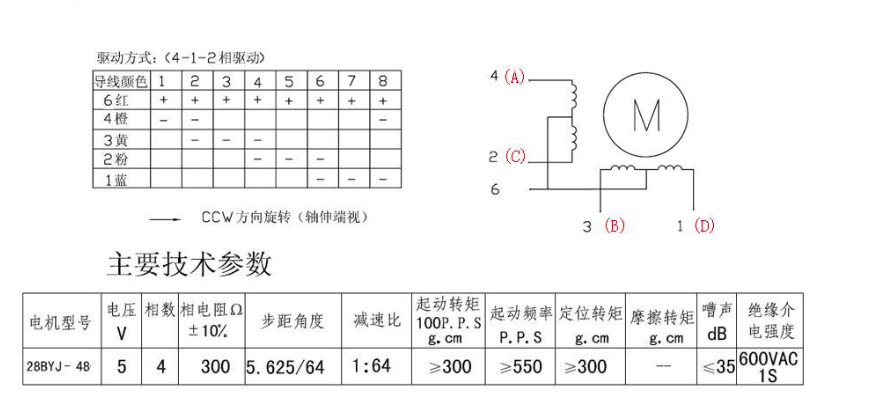 驱动方式:(4-1-2相驱动)
导线颜色 1 2 3 4 5 6 7 8
6红 + + + + + + + +
4橙 - - -
3黄 - - -
2粉 - - -
1蓝 - - -
CCW方向旋转(轴伸端视)
4 (A)
M
2 (C)
6
3 (B) 1 (D)
主要技术参数
电机型号 电压 V 相数 相电阻Ω ±10% 步距角度 减速比 起动转矩 100P.P.S g.cm 起动频率 P.P.S 定位转矩 g.cm 摩擦转矩 g.cm 嘈声 dB 绝缘介电强度
28BYJ-48 5 4 300 5.625/64 1:64 ≥300 ≥550 ≥300 -- ≤35 600VAC 1S